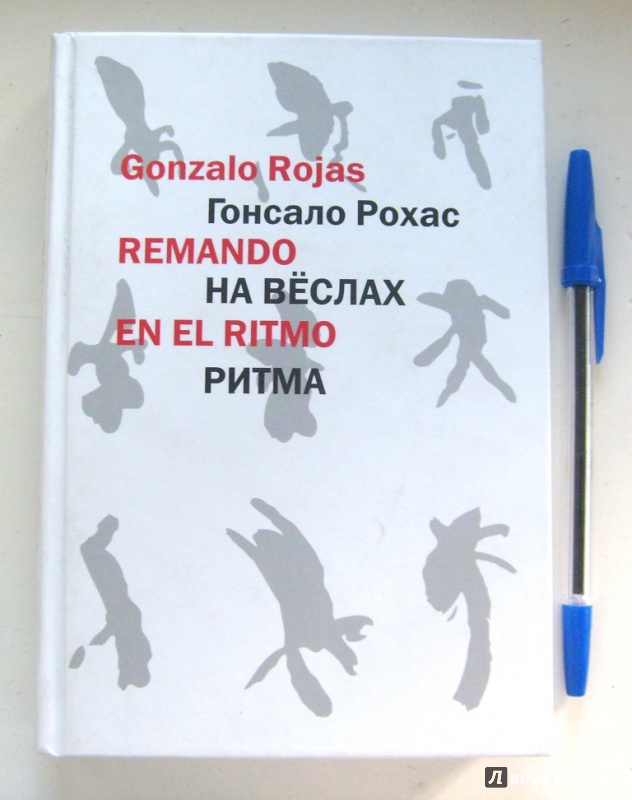 Gonzalo Rojas
Гонсало Рохас
REMANDO
НА ВЁСЛАХ
EN EL RITMO
РИТМА